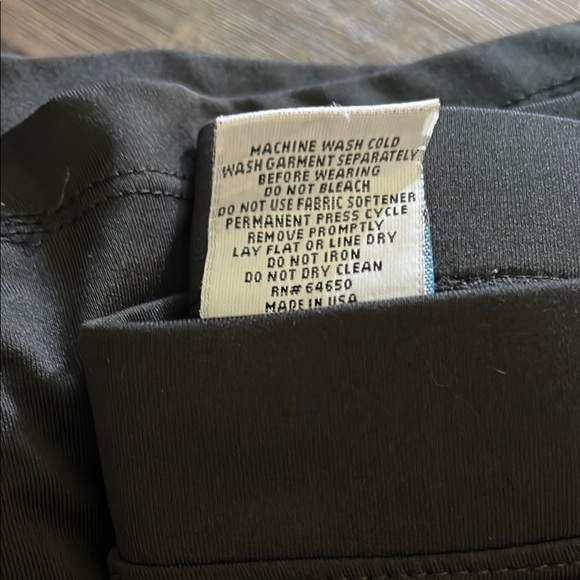 MACHINE WASH COLD
WASH GARMENT SEPARATELY
BEFORE WEARING
DO NOT BLEACH
DO NOT USE FABRIC SOFTENER
PERMANENT PRESS CYCLE
REMOVE PROMPTLY
LAY FLAT OR LINE DRY
DO NOT IRON
DO NOT DRY CLEAN
RN# 64650
MADE IN USA